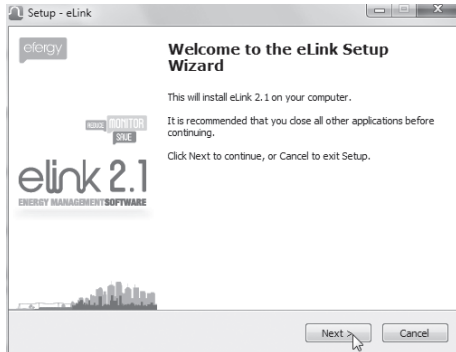 Setup - eLink
efergy
REDUCE MONITOR
SAVE
elink 2.1
ENERGY MANAGEMENTSOFTWARE
Welcome to the eLink Setup
Wizard
This will install eLink 2.1 on your computer.
It is recommended that you close all other applications before
continuing.
Click Next to continue, or Cancel to exit Setup.
Next >
Cancel